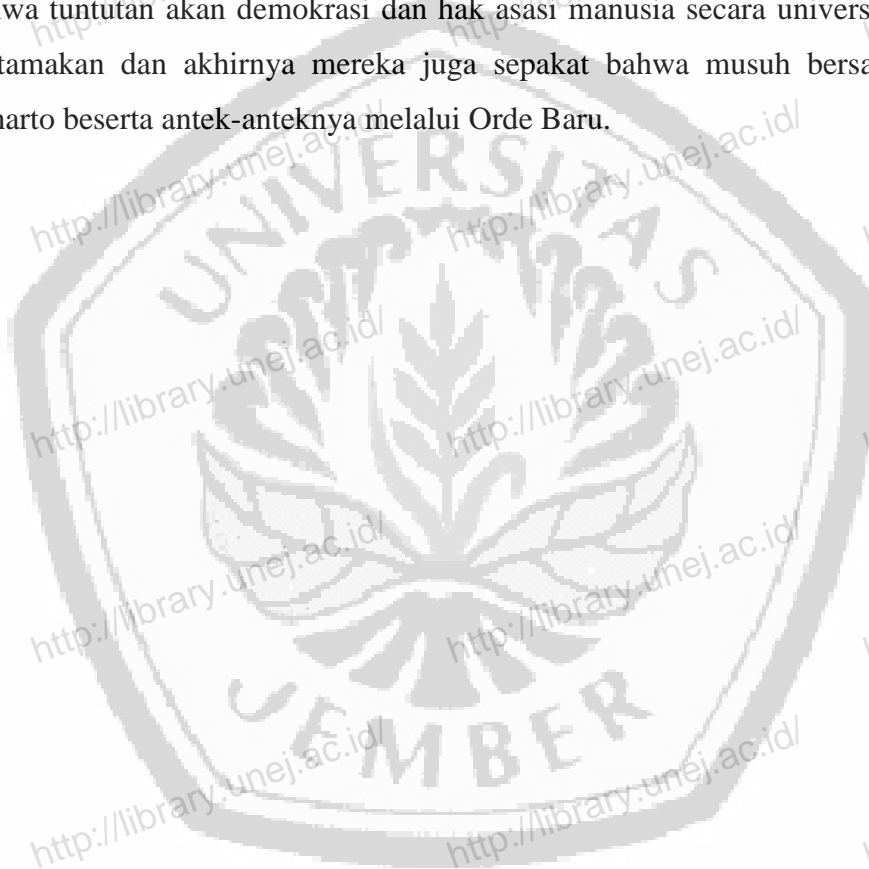 wa tuntutan akan demokrasi dan hak asasi manusia secara univers
tamakan dan akhirnya mereka juga sepakat bahwa musuh bersa
harto beserta antek-anteknya melalui Orde Baru.
http://library.unej.ac.id/
http://library.unej.ac.id/
UNIVERSITAS
http://library.unej.ac.id/
http://library.unej.ac.id/
http://library.unej.ac.id/
http://library.unej.ac.id/
JEMBER
http://library.unej.ac.id/
http://library.unej.ac.id/